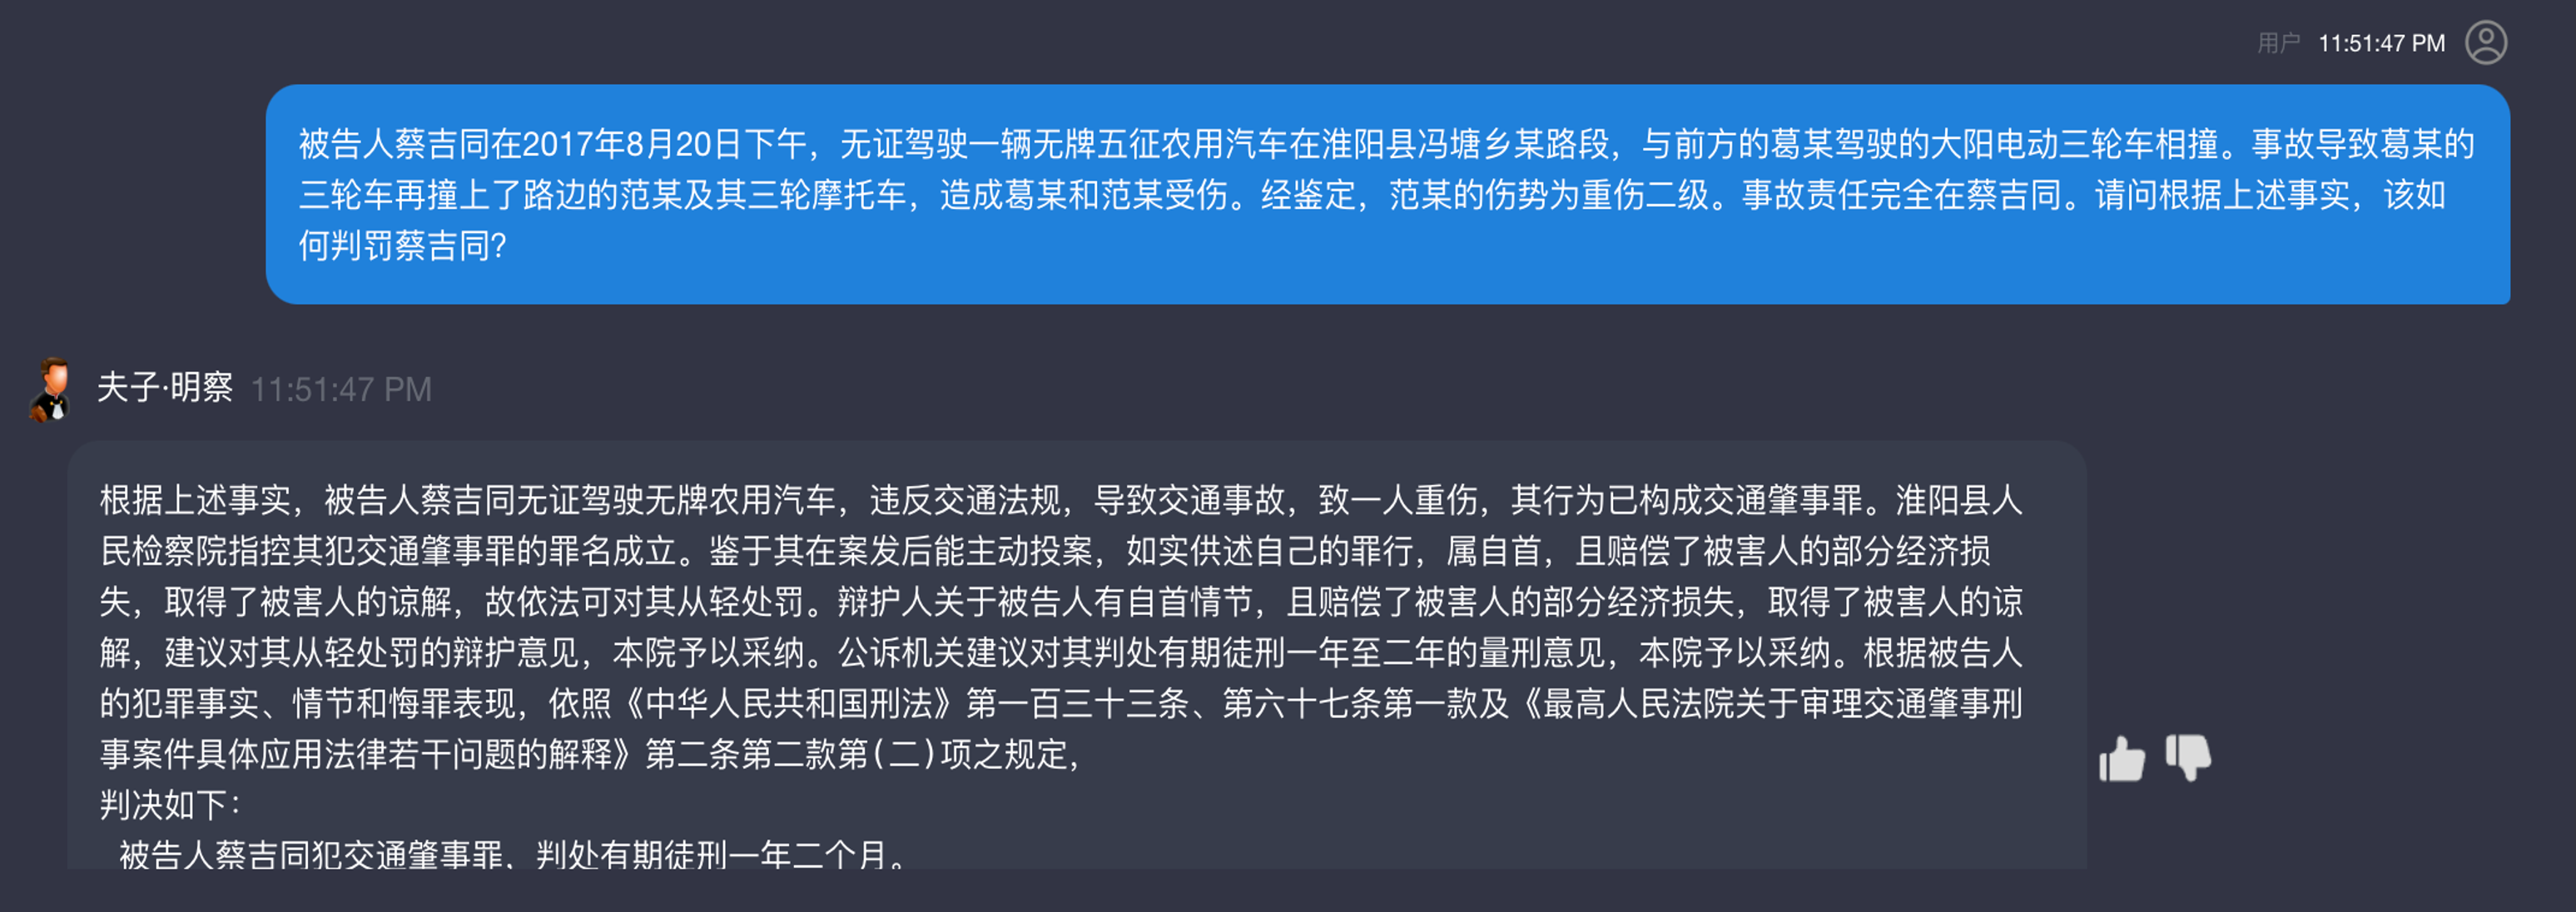 用户 11:51:47 PM
被告人蔡吉同在2017年8月20日下午，无证驾驶一辆无牌五征农用汽车在淮阳县冯塘乡某路段，与前方的葛某驾驶的大阳电动三轮车相撞。事故导致葛某的
三轮车再撞上了路边的范某及其三轮摩托车，造成葛某和范某受伤。经鉴定，范某的伤势为重伤二级。事故责任完全在蔡吉同。请问根据上述事实，该如
何判罚蔡吉同？
夫子·明察 11:51:47 PM
根据上述事实，被告人蔡吉同无证驾驶无牌农用汽车，违反交通法规，导致交通事故，致一人重伤，其行为已构成交通肇事罪。淮阳县人
民检察院指控其犯交通肇事罪的罪名成立。鉴于其在案发后能主动投案，如实供述自己的罪行，属自首，且赔偿了被害人的部分经济损
失，取得了被害人的谅解，故依法可对其从轻处罚。辩护人关于被告人有自首情节，且赔偿了被害人的部分经济损失，取得了被害人的谅
解，建议对其从轻处罚的辩护意见，本院予以采纳。公诉机关建议对其判处有期徒刑一年至二年的量刑意见，本院予以采纳。根据被告人
的犯罪事实、情节和悔罪表现，依照《中华人民共和国刑法》第一百三十三条、第六十七条第一款及《最高人民法院关于审理交通肇事刑
事案件具体应用法律若干问题的解释》第二条第二款第(二)项之规定，
判决如下：
被告人蔡吉同犯交通肇事罪，判处有期徒刑一年二个月。